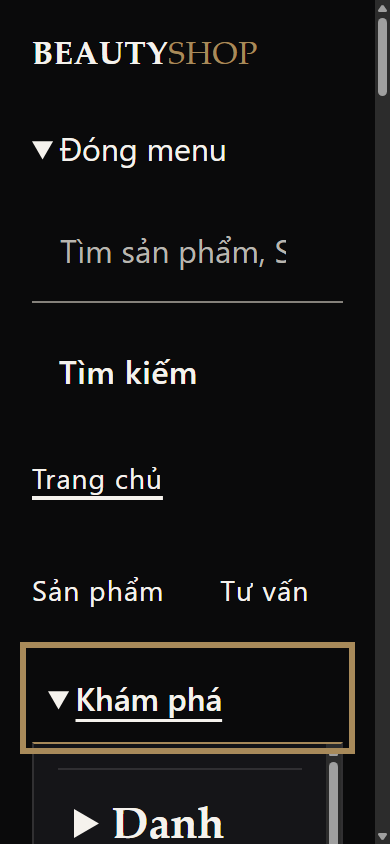 BEAUTYSHOP
Đóng menu
Tìm sản phẩm,
Tìm kiếm
Trang chủ
Sản phẩm Tư vấn
Khám phá
Danh